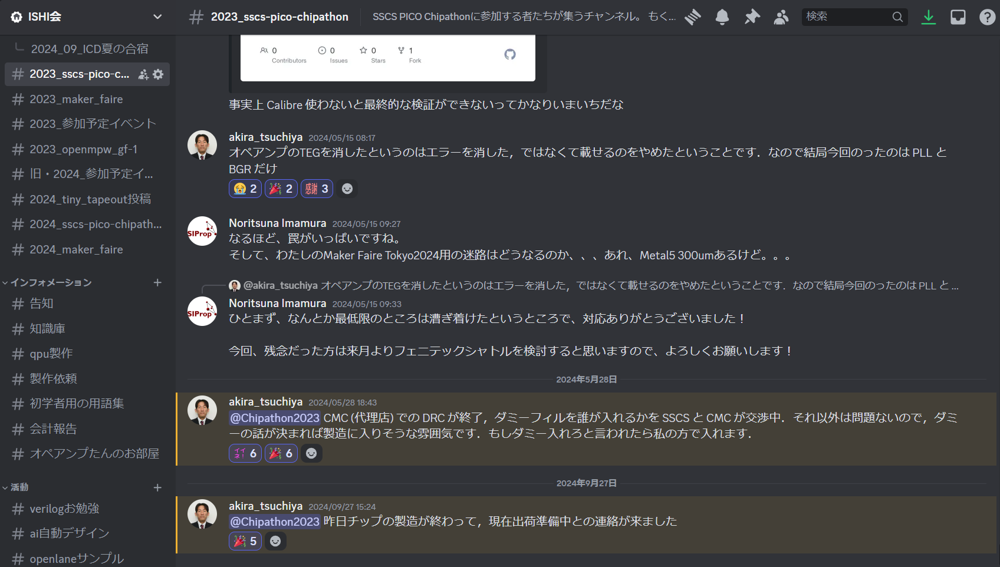 ISHI会
2024_09_ICD夏の合宿
2023_sscs-pico-c...
2023_maker_faire
2023_参加予定イベント
2023_openmpw_gf-1
旧・2024_参加予定イ...
2024_tiny_tapeout投稿
2024_sscs-pico-chipath...
2024_maker_faire
インフォメーション
告知
知識庫
qpu製作
製作依頼
初学者用の用語集
会計報告
オペアンプたんのお部屋
活動
verilogお勉強
ai自動デザイン
openlaneサンプル
2023_sscs-pico-chipathon
SSCS PICO Chipathonに参加する者たちが集うチャンネル。 もく...
検索
0 Contributors
0 Issues
0 Stars
1 Fork
事実上 Calibre 使わないと最終的な検証ができないってかなりいまいちだな
akira_tsuchiya 2024/05/15 08:17
オペアンプのTEGを消したというのはエラーを消した，ではなくて載せるのをやめたということです．なので結局今回のったのは PLL と
BGR だけ
2 2 感謝 3
Noritsuna Imamura 2024/05/15 09:27
SIProp
なるほど、罠がいっぱいですね。
そして、わたしのMaker Faire Tokyo2024用の迷路はどうなるのか、、、あれ、Metal5 300umあるけど。。。
@akira_tsuchiya オペアンプのTEGを消したというのはエラーを消した，ではなくて載せるのをやめたということです．なので結局今回のったのは PLL と ...
Noritsuna Imamura 2024/05/15 09:33
SIProp
ひとまず、なんとか最低限のところは漕ぎ着けたというところで、対応ありがとうございました！
今回、残念だった方は来月よりフェニテックシャトルを検討すると思いますので、よろしくお願いします！
2024年5月28日
akira_tsuchiya 2024/05/28 18:43
@Chipathon2023 CMC (代理店) での DRC が終了，ダミーフィルを誰が入れるかを SSCS と CMC が交渉中．それ以外は問題ないので，ダミ
ーの話が決まれば製造に入りそうな雰囲気です．もしダミー入れろと言われたら私の方で入れます．
イイネ! 6 6
2024年9月27日
akira_tsuchiya 2024/09/27 15:24
@Chipathon2023 昨日チップの製造が終わって，現在出荷準備中との連絡が来ました
5